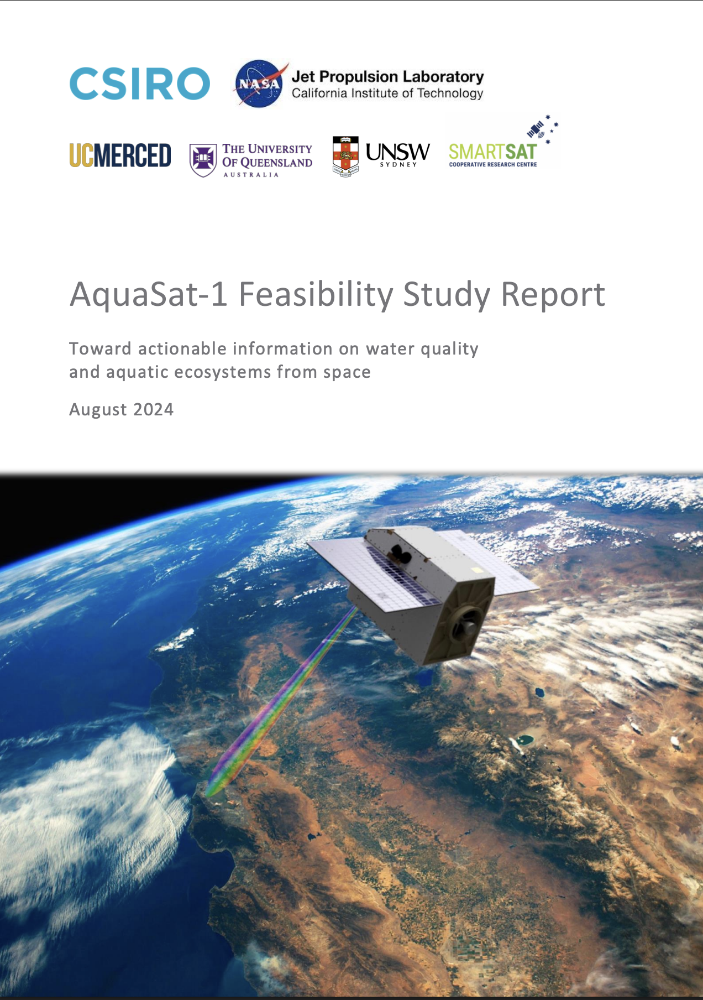 CSIRO
NASA
Jet Propulsion Laboratory
California Institute of Technology
UCMERCED
THE UNIVERSITY
OF QUEENSLAND
AUSTRALIA
UNSW
SYDNEY
SMARTSAT
COOPERATIVE RESEARCH CENTRE
AquaSat-1 Feasibility Study Report
Toward actionable information on water quality
and aquatic ecosystems from space
August 2024